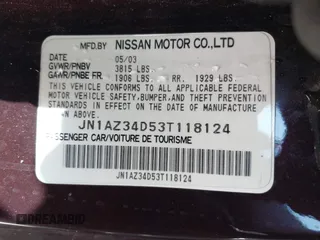 MFD.BY NISSAN MOTOR CO.,LTD
DATE 05/03
GVWR/PNBV 3815 LBS.
GAWR/PNBE FR. 1906 LBS. RR. 1929 LBS.
THIS VEHICLE CONFORMS TO ALL APPLICABLE FEDERAL
MOTOR VEHICLE SAFETY,BUMPER,AND THEFT PREVENTION
STANDARDS IN EFFECT ON THE DATE OF MANUFACTURE
SHOWN ABOVE.
JN1AZ34D53T118124
PASSENGER CAR/VOITURE DE TOURISME
JN1AZ34D53T118124
DREAMBID